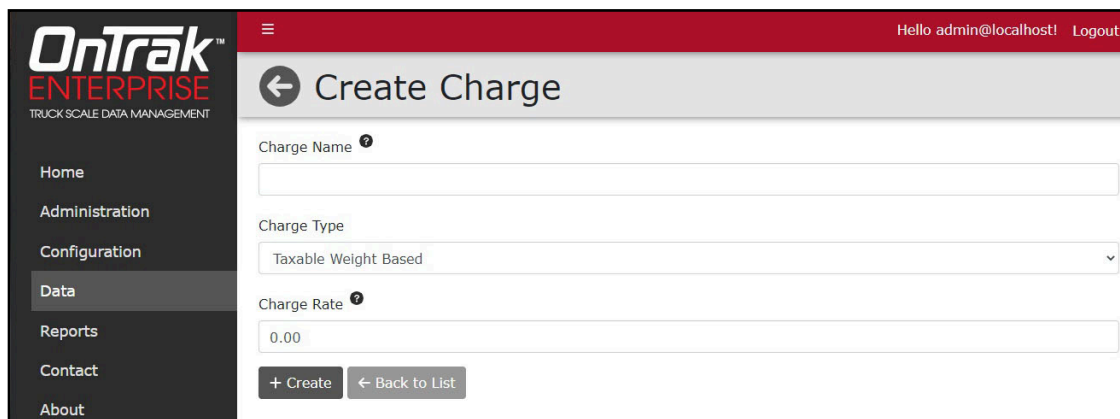 OnTrak™
ENTERPRISE
TRUCK SCALE DATA MANAGEMENT
Home
Administration
Configuration
Data
Reports
Contact
About
Hello admin@localhost! Logout
Create Charge
Charge Name
Charge Type
Taxable Weight Based
Charge Rate
0.00
+ Create ← Back to List